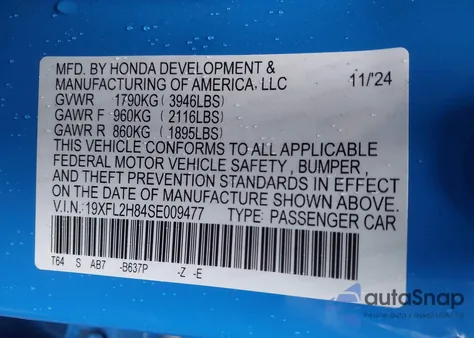 MFD. BY HONDA DEVELOPMENT &
MANUFACTURING OF AMERICA, LLC 11/'24
GVWR 1790KG ( 3946LBS)
GAWR F 960KG ( 2116LBS)
GAWR R 860KG ( 1895LBS)
THIS VEHICLE CONFORMS TO ALL APPLICABLE
FEDERAL MOTOR VEHICLE SAFETY , BUMPER ,
AND THEFT PREVENTION STANDARDS IN EFFECT
ON THE DATE OF MANUFACTURE SHOWN ABOVE.
V.I.N.: 19XFL2H84SE009477 TYPE: PASSENGER CAR
T64 S AB7 -B637P -Z -E
autoSnap